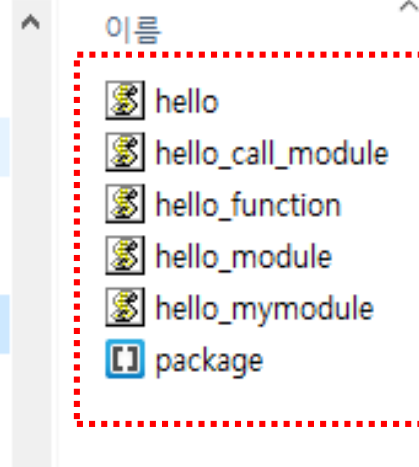 이름
hello
hello_call_module
hello_function
hello_module
hello_mymodule
package